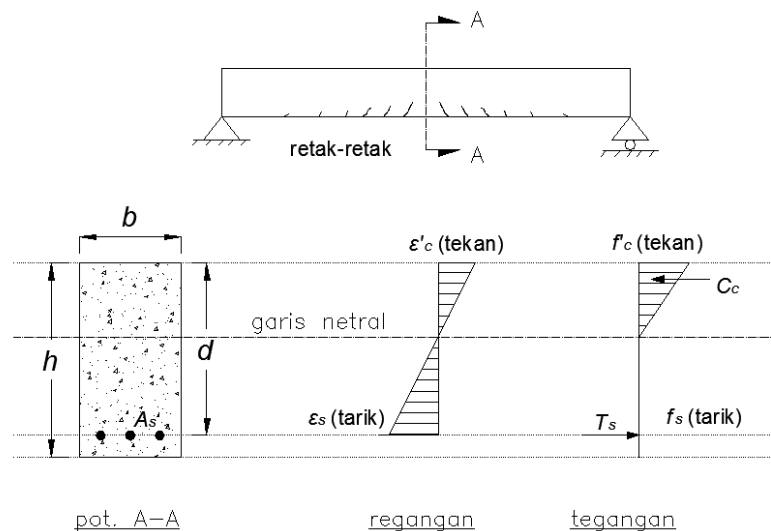 A
retak-retak
A
b
ε'c (tekan)
f'c (tekan)
Cc
garis netral
d
h
As
εs (tarik)
Ts
fs (tarik)
pot. A-A
regangan
tegangan